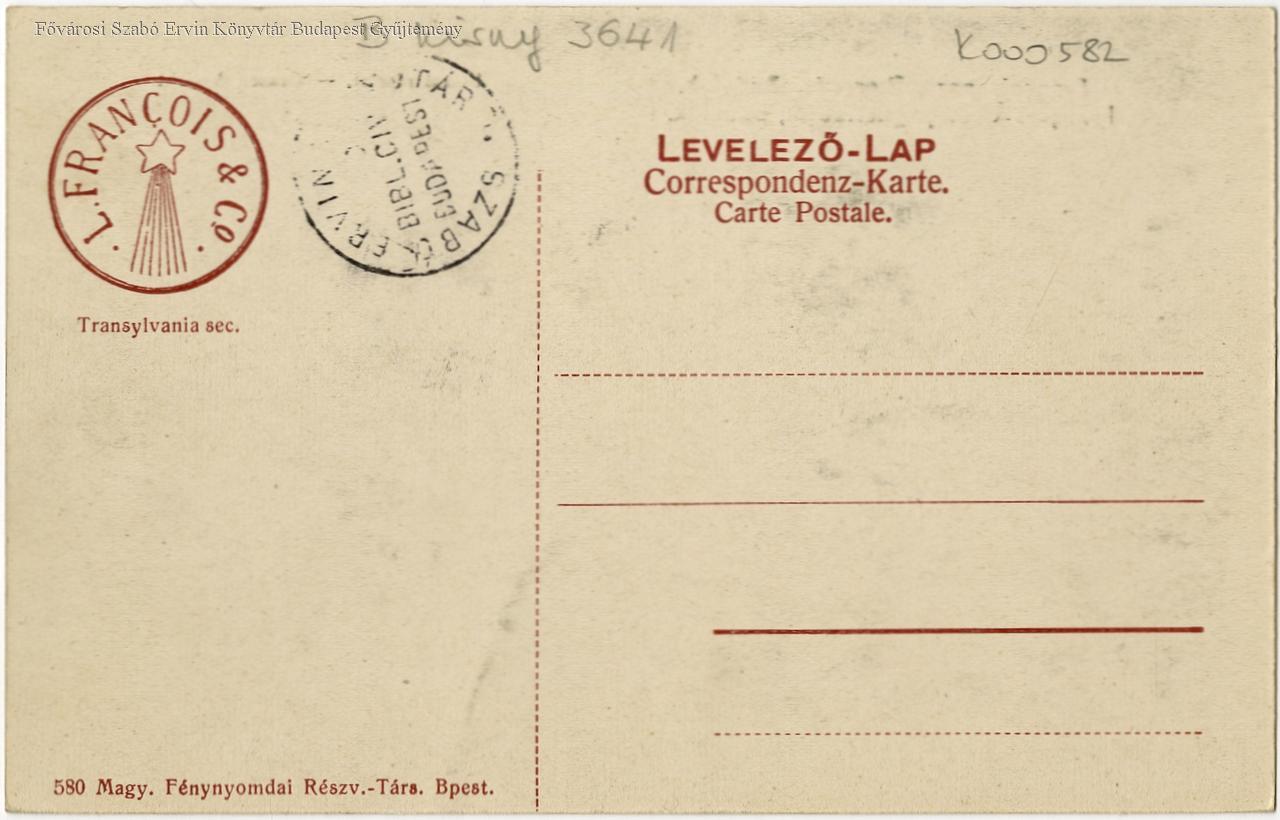 Fővárosi Szabó Ervin Könyvtár Budapest Gyűjtemény
3641
K000582
L. FRANÇOIS & Co.
SZABÓ ERVIN
BIBL. CIV.
BUDAPEST
Transylvania sec.
LEVELEZŐ-LAP
Correspondenz-Karte.
Carte Postale.
580 Magy. Fénynyomdai Részv.-Társ. Bpest.